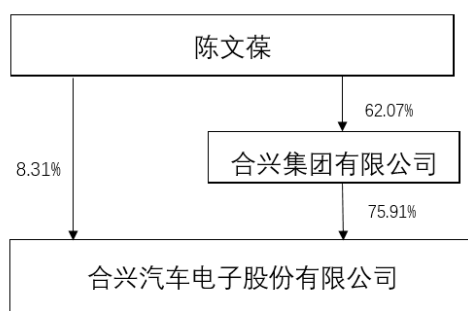 陈文葆
62.07%
8.31%
合兴集团有限公司
75.91%
合兴汽车电子股份有限公司